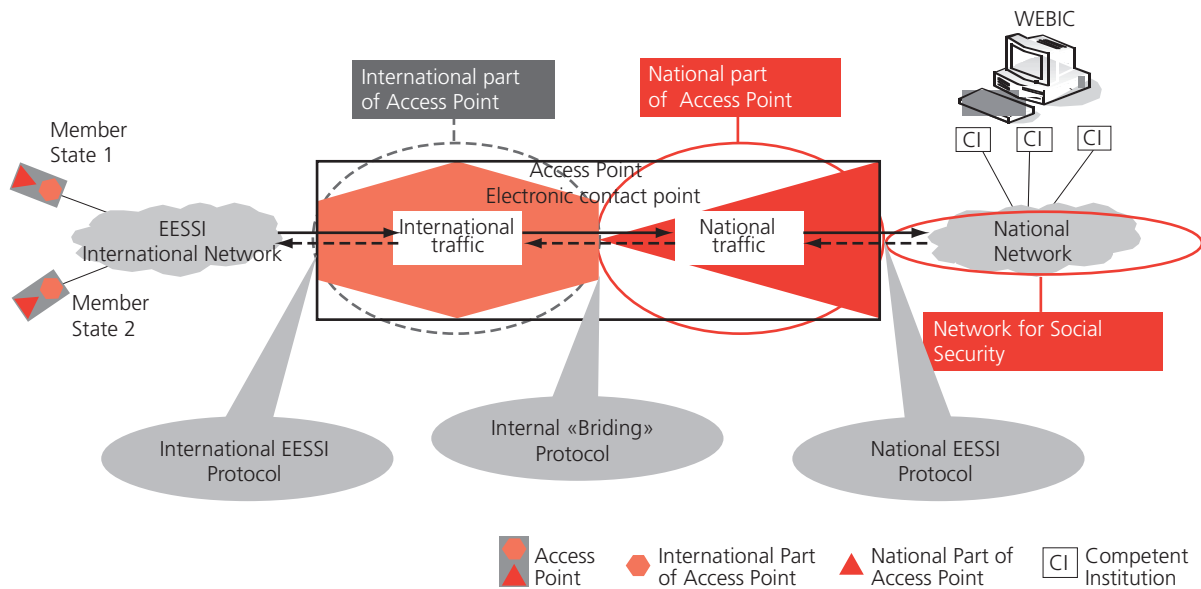 WEBIC
International part
of Access Point
National part
of Access Point
Member
State 1
CI
CI
CI
Access Point
Electronic contact point
EESSI
International Network
International
traffic
National
traffic
National
Network
Member
State 2
Network for Social
Security
International EESSI
Protocol
Internal «Briding»
Protocol
National EESSI
Protocol
Access
Point
International Part
of Access Point
National Part of
Access Point
CI
Competent
Institution